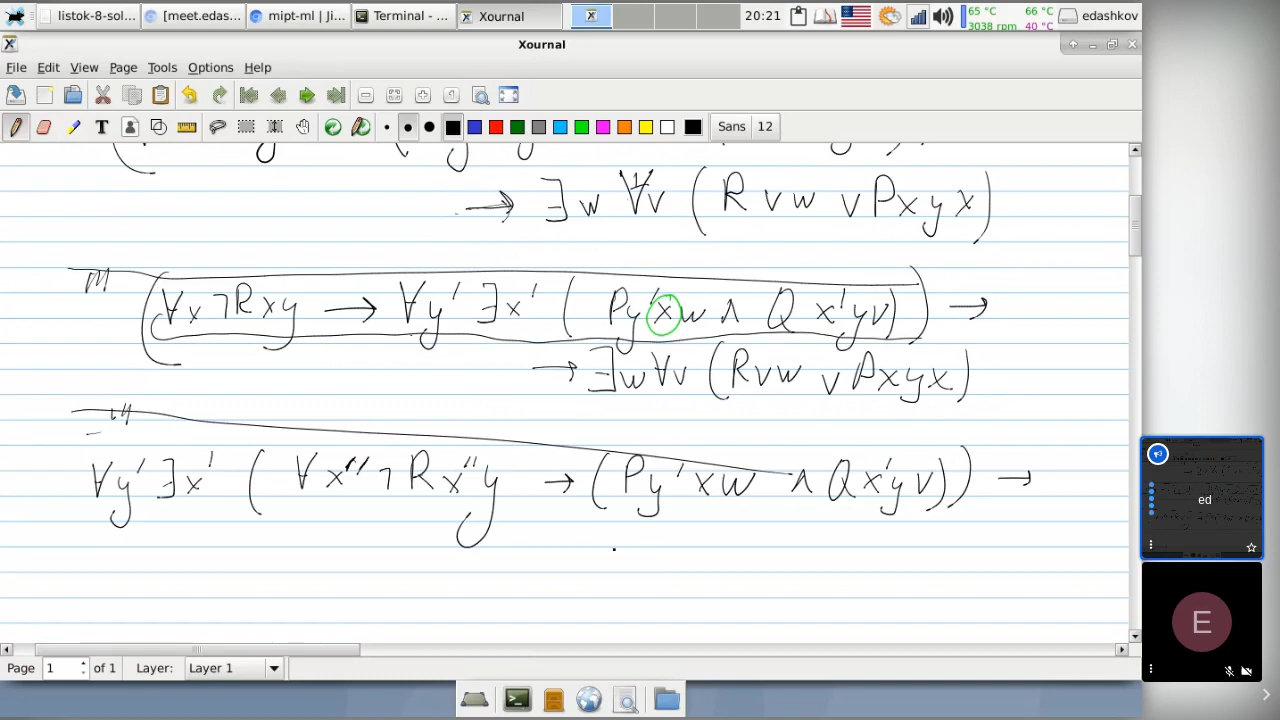 listok-8-sol...
[meet.edas...
mipt-ml | Ji...
Terminal - ...
Xournal
20:21
65 °C
3038 rpm
66 °C
40 °C
edashkov
Xournal
File Edit View Page Tools Options Help
Sans 12
→ ∃w ∀v (Rvw ∨ Pxyx)
(∀x ¬Rxy → ∀y' ∃x' (Py'xw ∧ Qx'yv)) →
→ ∃w∀v (Rvw ∨ Pxyx)
∀y' ∃x' (∀x'' ¬Rx''y → (Py'xw ∧ Qx'yv)) →
Page 1 of 1 Layer: Layer 1
ed
E